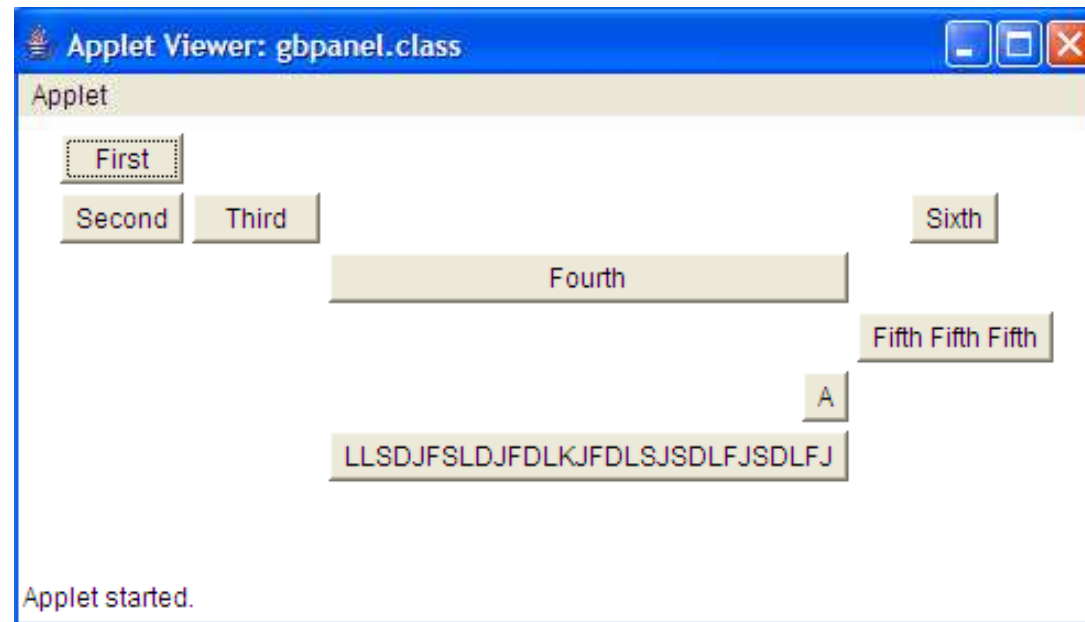 Applet Viewer: gbpanel.class
Applet
First
Second Third Sixth
Fourth
Fifth Fifth Fifth
A
LLSDJFSLDJFDLKJFDLSJSDLFJSDLFJ
Applet started.